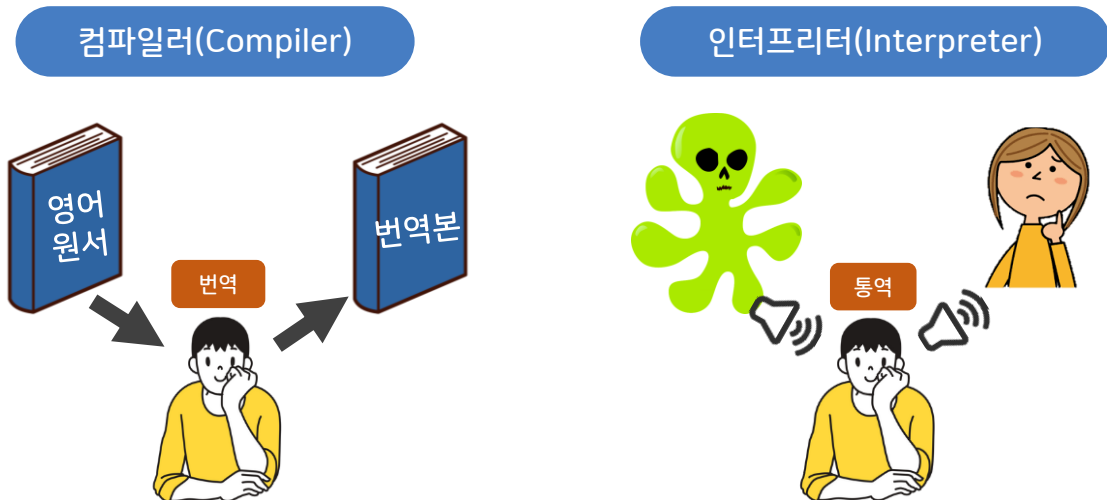 컴파일러(Compiler)
인터프리터(Interpreter)
영어
원서
번역본
번역
통역